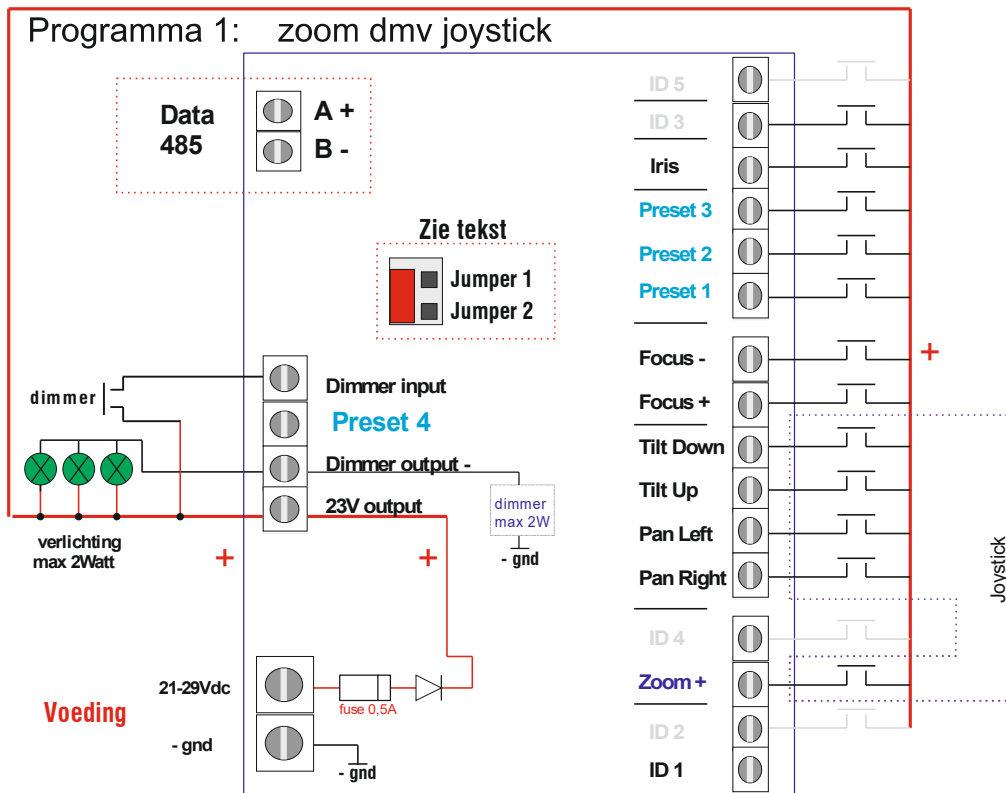 Programma 1: zoom dmv joystick
Data
485
A +
B -
Zie tekst
Jumper 1
Jumper 2
dimmer
Dimmer input
Preset 4
Dimmer output -
23V output
dimmer
max 2W
- gnd
verlichting
max 2Watt
+
+
Voeding
21-29Vdc
fuse 0,5A
- gnd
- gnd
ID 5
ID 3
Iris
Preset 3
Preset 2
Preset 1
Focus -
+
Focus +
Tilt Down
Tilt Up
Pan Left
Pan Right
ID 4
Zoom +
ID 2
ID 1
Joystick